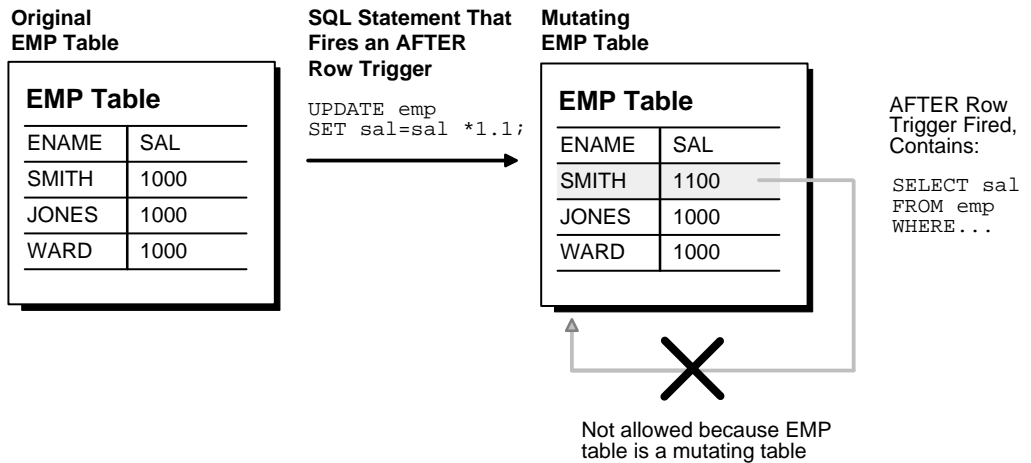 Original
EMP Table
SQL Statement That
Fires an AFTER
Row Trigger
Mutating
EMP Table
EMP Table
ENAME SAL
SMITH 1000
JONES 1000
WARD 1000
UPDATE emp
SET sal=sal *1.1;
EMP Table
ENAME SAL
SMITH 1100
JONES 1000
WARD 1000
AFTER Row
Trigger Fired,
Contains:
SELECT sal
FROM emp
WHERE...
Not allowed because EMP
table is a mutating table